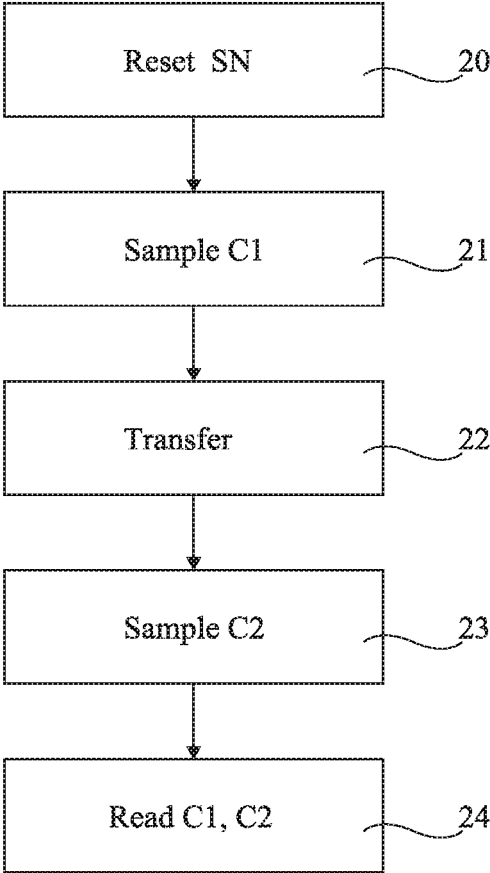 Reset SN 20
Sample C1 21
Transfer 22
Sample C2 23
Read C1, C2 24